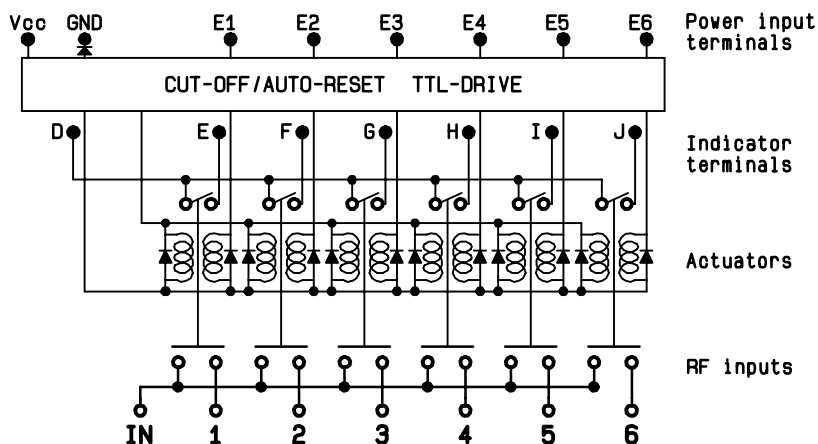 Vcc GND E1 E2 E3 E4 E5 E6 Power input
terminals
CUT-OFF/AUTO-RESET TTL-DRIVE
D E F G H I J Indicator
terminals
Actuators
RF inputs
IN 1 2 3 4 5 6